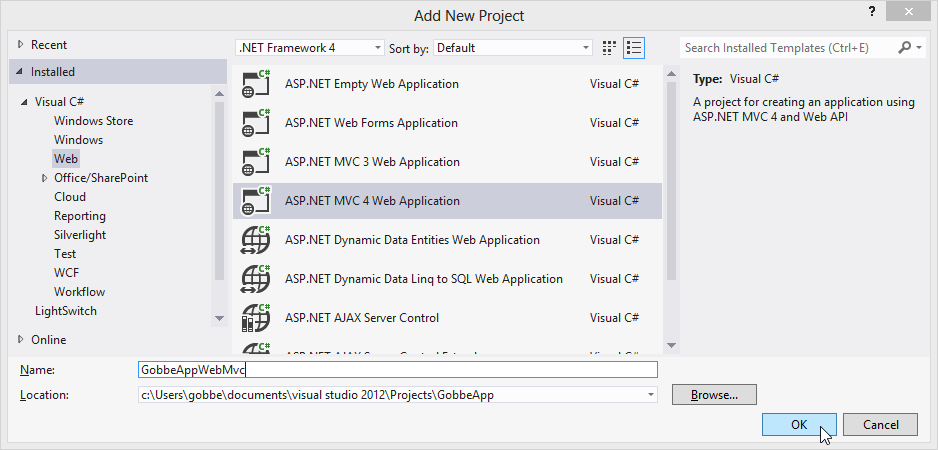 Add New Project
?
Recent
Installed
Visual C#
Windows Store
Windows
Web
Office/SharePoint
Cloud
Reporting
Silverlight
Test
WCF
Workflow
LightSwitch
Online
.NET Framework 4
Sort by: Default
Search Installed Templates (Ctrl+E)
C# ASP.NET Empty Web Application Visual C#
C# ASP.NET Web Forms Application Visual C#
C# ASP.NET MVC 3 Web Application Visual C#
C# ASP.NET MVC 4 Web Application Visual C#
C# ASP.NET Dynamic Data Entities Web Application Visual C#
C# ASP.NET Dynamic Data Linq to SQL Web Application Visual C#
C# ASP.NET AJAX Server Control Visual C#
Type: Visual C#
A project for creating an application using
ASP.NET MVC 4 and Web API
Name: GobbeAppWebMvc
Location: c:\Users\gobbe\documents\visual studio 2012\Projects\GobbeApp
Browse...
OK
Cancel